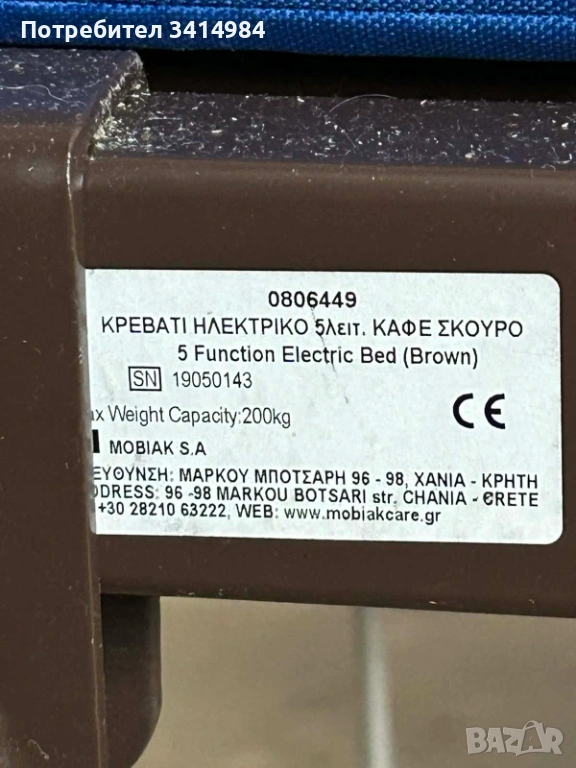 Потребител 3414984
0806449
ΚΡΕΒΑΤΙ ΗΛΕΚΤΡΙΚΟ 5λειτ. ΚΑΦΕ ΣΚΟΥΡΟ
5 Function Electric Bed (Brown)
SN 19050143
ax Weight Capacity:200kg
CE
MOBIAK S.A
ΕΥΘΥΝΣΗ: ΜΑΡΚΟΥ ΜΠΟΤΣΑΡΗ 96 - 98, ΧΑΝΙΑ - ΚΡΗΤΗ
DDRESS: 96 -98 MARKOU BOTSARI str. CHANIA - CRETE
+30 28210 63222, WEB: www.mobiakcare.gr
BAZAR